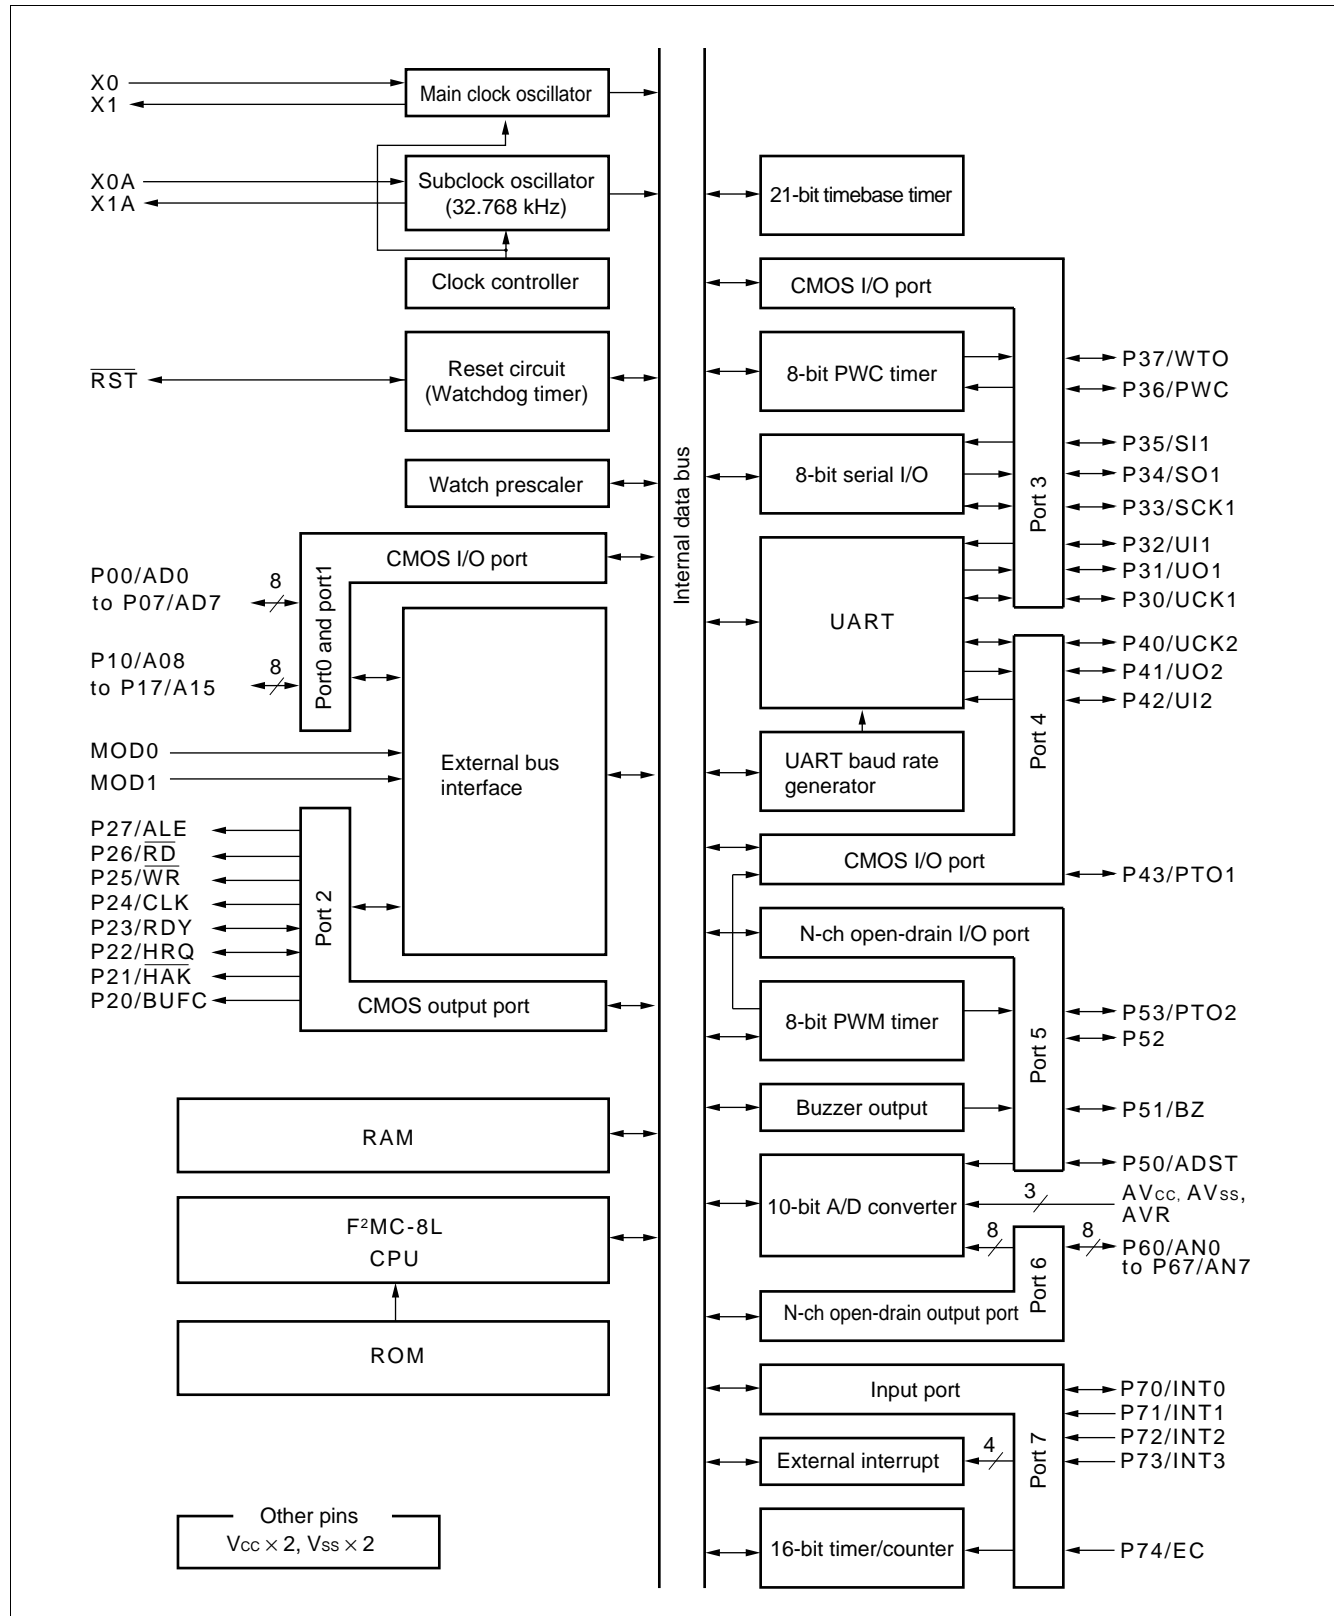 X0
X1
Main clock oscillator
X0A
X1A
Subclock oscillator
(32.768 kHz)
Clock controller
RST
Reset circuit
(Watchdog timer)
Watch prescaler
CMOS I/O port
Port0 and port1
P00/AD0
to P07/AD7
8
P10/A08
to P17/A15
8
MOD0
MOD1
External bus
interface
P27/ALE
P26/RD
P25/WR
P24/CLK
P23/RDY
P22/HRQ
P21/HAK
P20/BUFC
Port 2
CMOS output port
RAM
F²MC-8L
CPU
ROM
Other pins
Vcc × 2, Vss × 2
Internal data bus
21-bit timebase timer
CMOS I/O port
Port 3
8-bit PWC timer
P37/WTO
P36/PWC
8-bit serial I/O
P35/SI1
P34/SO1
P33/SCK1
UART
P32/UI1
P31/UO1
P30/UCK1
P40/UCK2
P41/UO2
P42/UI2
Port 4
UART baud rate
generator
CMOS I/O port
P43/PTO1
N-ch open-drain I/O port
Port 5
8-bit PWM timer
P53/PTO2
P52
Buzzer output
P51/BZ
P50/ADST
10-bit A/D converter
3
AVcc, AVss,
AVR
8
8
P60/AN0
to P67/AN7
Port 6
N-ch open-drain output port
Input port
Port 7
P70/INT0
P71/INT1
P72/INT2
P73/INT3
External interrupt
4
16-bit timer/counter
P74/EC